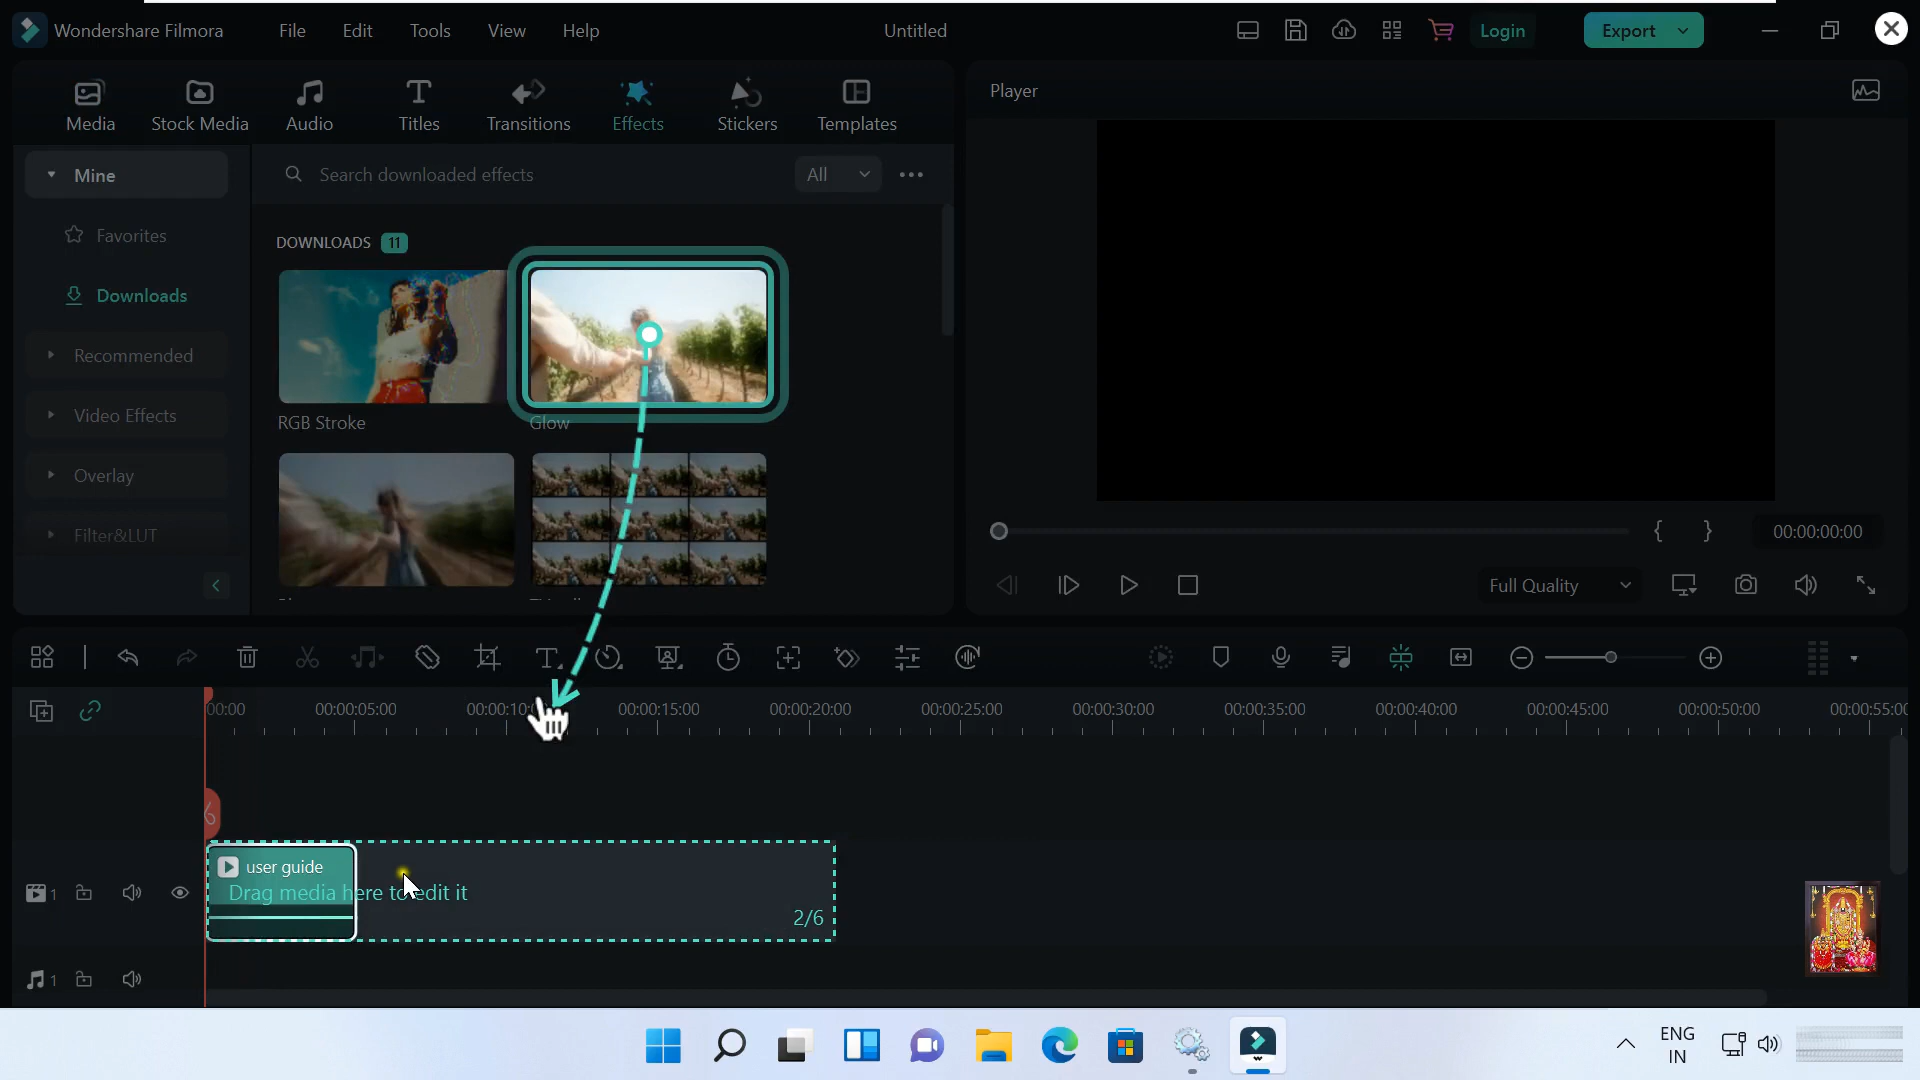 Wondershare Filmora
File
Edit
Tools
View
Help
Untitled
Login
Export
Media
Stock Media
Audio
Titles
Transitions
Effects
Stickers
Templates
Player
Mine
Favorites
Downloads
Recommended
Video Effects
Overlay
Filter&LUT
Search downloaded effects
All
DOWNLOADS 11
RGB Stroke
Glow
00:00:00:00
Full Quality
00:00
00:00:05:00
00:00:10:
00:00:15:00
00:00:20:00
00:00:25:00
00:00:30:00
00:00:35:00
00:00:40:00
00:00:45:00
00:00:50:00
00:00:55:00
user guide
Drag media here to edit it
2/6
1
1
ENG
IN